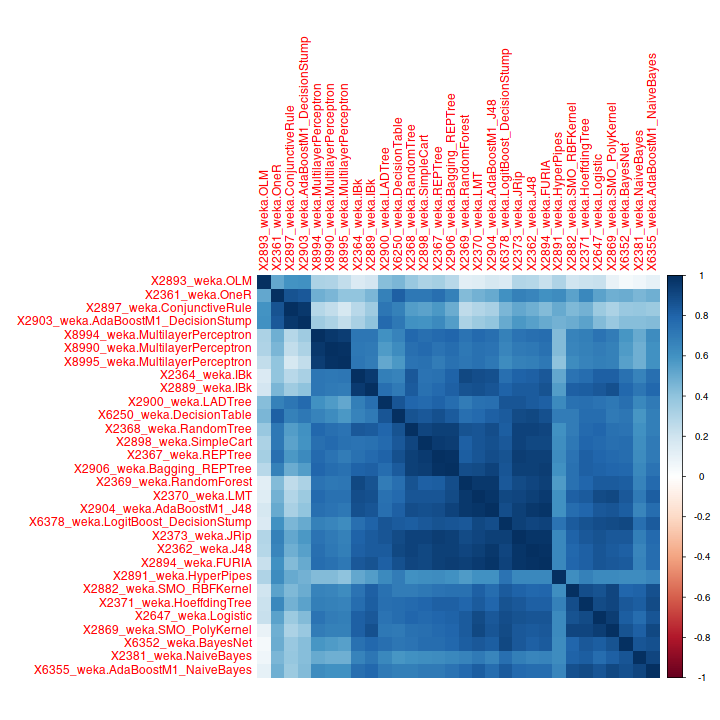 X2893_weka.OLM
X2361_weka.OneR
X2897_weka.ConjunctiveRule
X2903_weka.AdaBoostM1_DecisionStump
X8994_weka.MultilayerPerceptron
X8990_weka.MultilayerPerceptron
X8995_weka.MultilayerPerceptron
X2364_weka.IBk
X2889_weka.IBk
X2900_weka.LADTree
X6250_weka.DecisionTable
X2368_weka.RandomTree
X2898_weka.SimpleCart
X2367_weka.REPTree
X2906_weka.Bagging_REPTree
X2369_weka.RandomForest
X2370_weka.LMT
X2904_weka.AdaBoostM1_J48
X6378_weka.LogitBoost_DecisionStump
X2373_weka.JRip
X2362_weka.J48
X2894_weka.FURIA
X2891_weka.HyperPipes
X2882_weka.SMO_RBFKernel
X2371_weka.HoeffdingTree
X2647_weka.Logistic
X2869_weka.SMO_PolyKernel
X6352_weka.BayesNet
X2381_weka.NaiveBayes
X6355_weka.AdaBoostM1_NaiveBayes
X2893_weka.OLM
X2361_weka.OneR
X2897_weka.ConjunctiveRule
X2903_weka.AdaBoostM1_DecisionStump
X8994_weka.MultilayerPerceptron
X8990_weka.MultilayerPerceptron
X8995_weka.MultilayerPerceptron
X2364_weka.IBk
X2889_weka.IBk
X2900_weka.LADTree
X6250_weka.DecisionTable
X2368_weka.RandomTree
X2898_weka.SimpleCart
X2367_weka.REPTree
X2906_weka.Bagging_REPTree
X2369_weka.RandomForest
X2370_weka.LMT
X2904_weka.AdaBoostM1_J48
X6378_weka.LogitBoost_DecisionStump
X2373_weka.JRip
X2362_weka.J48
X2894_weka.FURIA
X2891_weka.HyperPipes
X2882_weka.SMO_RBFKernel
X2371_weka.HoeffdingTree
X2647_weka.Logistic
X2869_weka.SMO_PolyKernel
X6352_weka.BayesNet
X2381_weka.NaiveBayes
X6355_weka.AdaBoostM1_NaiveBayes
1
0.8
0.6
0.4
0.2
0
-0.2
-0.4
-0.6
-0.8
-1